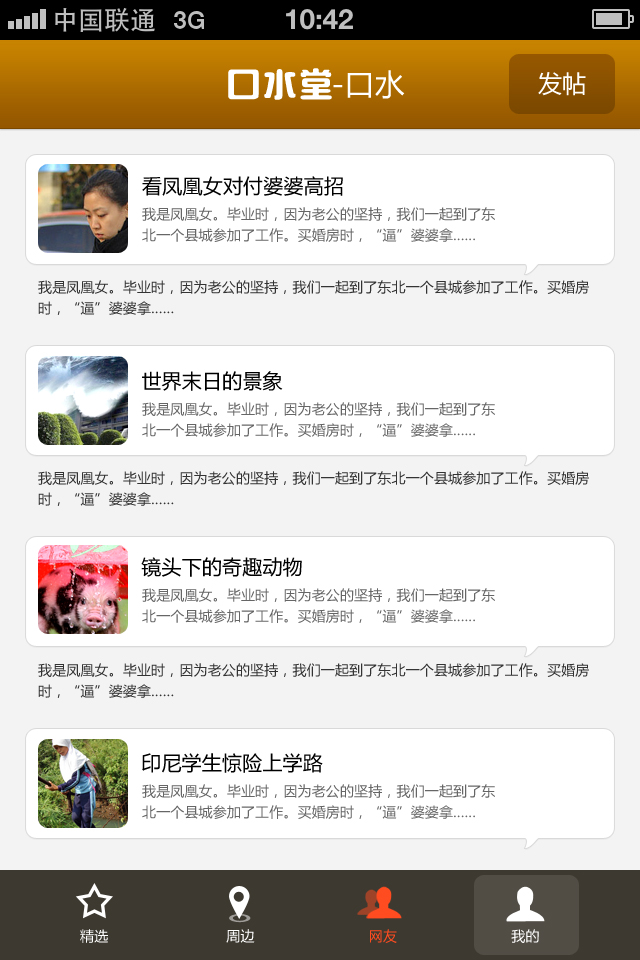 中国联通 3G 10:42
口水堂-口水
发帖
看凤凰女对付婆婆高招
我是凤凰女。毕业时，因为老公的坚持，我们一起到了东
北一个县城参加了工作。买婚房时，“逼”婆婆拿......
我是凤凰女。毕业时，因为老公的坚持，我们一起到了东北一个县城参加了工作。买婚房
时，“逼”婆婆拿......
世界末日的景象
我是凤凰女。毕业时，因为老公的坚持，我们一起到了东
北一个县城参加了工作。买婚房时，“逼”婆婆拿......
我是凤凰女。毕业时，因为老公的坚持，我们一起到了东北一个县城参加了工作。买婚房
时，“逼”婆婆拿......
镜头下的奇趣动物
我是凤凰女。毕业时，因为老公的坚持，我们一起到了东
北一个县城参加了工作。买婚房时，“逼”婆婆拿......
我是凤凰女。毕业时，因为老公的坚持，我们一起到了东北一个县城参加了工作。买婚房
时，“逼”婆婆拿......
印尼学生惊险上学路
我是凤凰女。毕业时，因为老公的坚持，我们一起到了东
北一个县城参加了工作。买婚房时，“逼”婆婆拿......
精选
周边
网友
我的